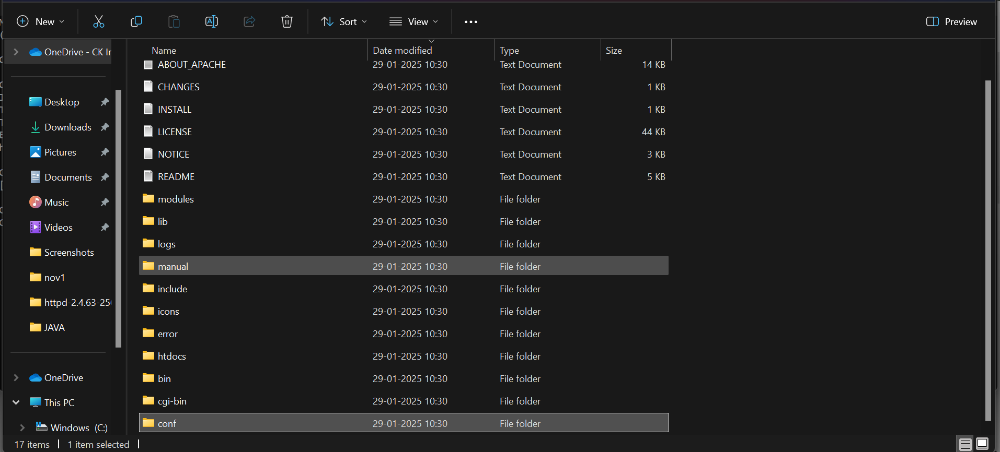 New Sort View ••• Preview
OneDrive - CK Ir
Desktop
Downloads
Pictures
Documents
Music
Videos
Screenshots
nov1
httpd-2.4.63-25
JAVA
OneDrive
This PC
Windows (C:)
Name Date modified Type Size
ABOUT_APACHE 29-01-2025 10:30 Text Document 14 KB
CHANGES 29-01-2025 10:30 Text Document 1 KB
INSTALL 29-01-2025 10:30 Text Document 1 KB
LICENSE 29-01-2025 10:30 Text Document 44 KB
NOTICE 29-01-2025 10:30 Text Document 3 KB
README 29-01-2025 10:30 Text Document 5 KB
modules 29-01-2025 10:30 File folder
lib 29-01-2025 10:30 File folder
logs 29-01-2025 10:30 File folder
manual 29-01-2025 10:30 File folder
include 29-01-2025 10:30 File folder
icons 29-01-2025 10:30 File folder
error 29-01-2025 10:30 File folder
htdocs 29-01-2025 10:30 File folder
bin 29-01-2025 10:30 File folder
cgi-bin 29-01-2025 10:30 File folder
conf 29-01-2025 10:30 File folder
17 items 1 item selected